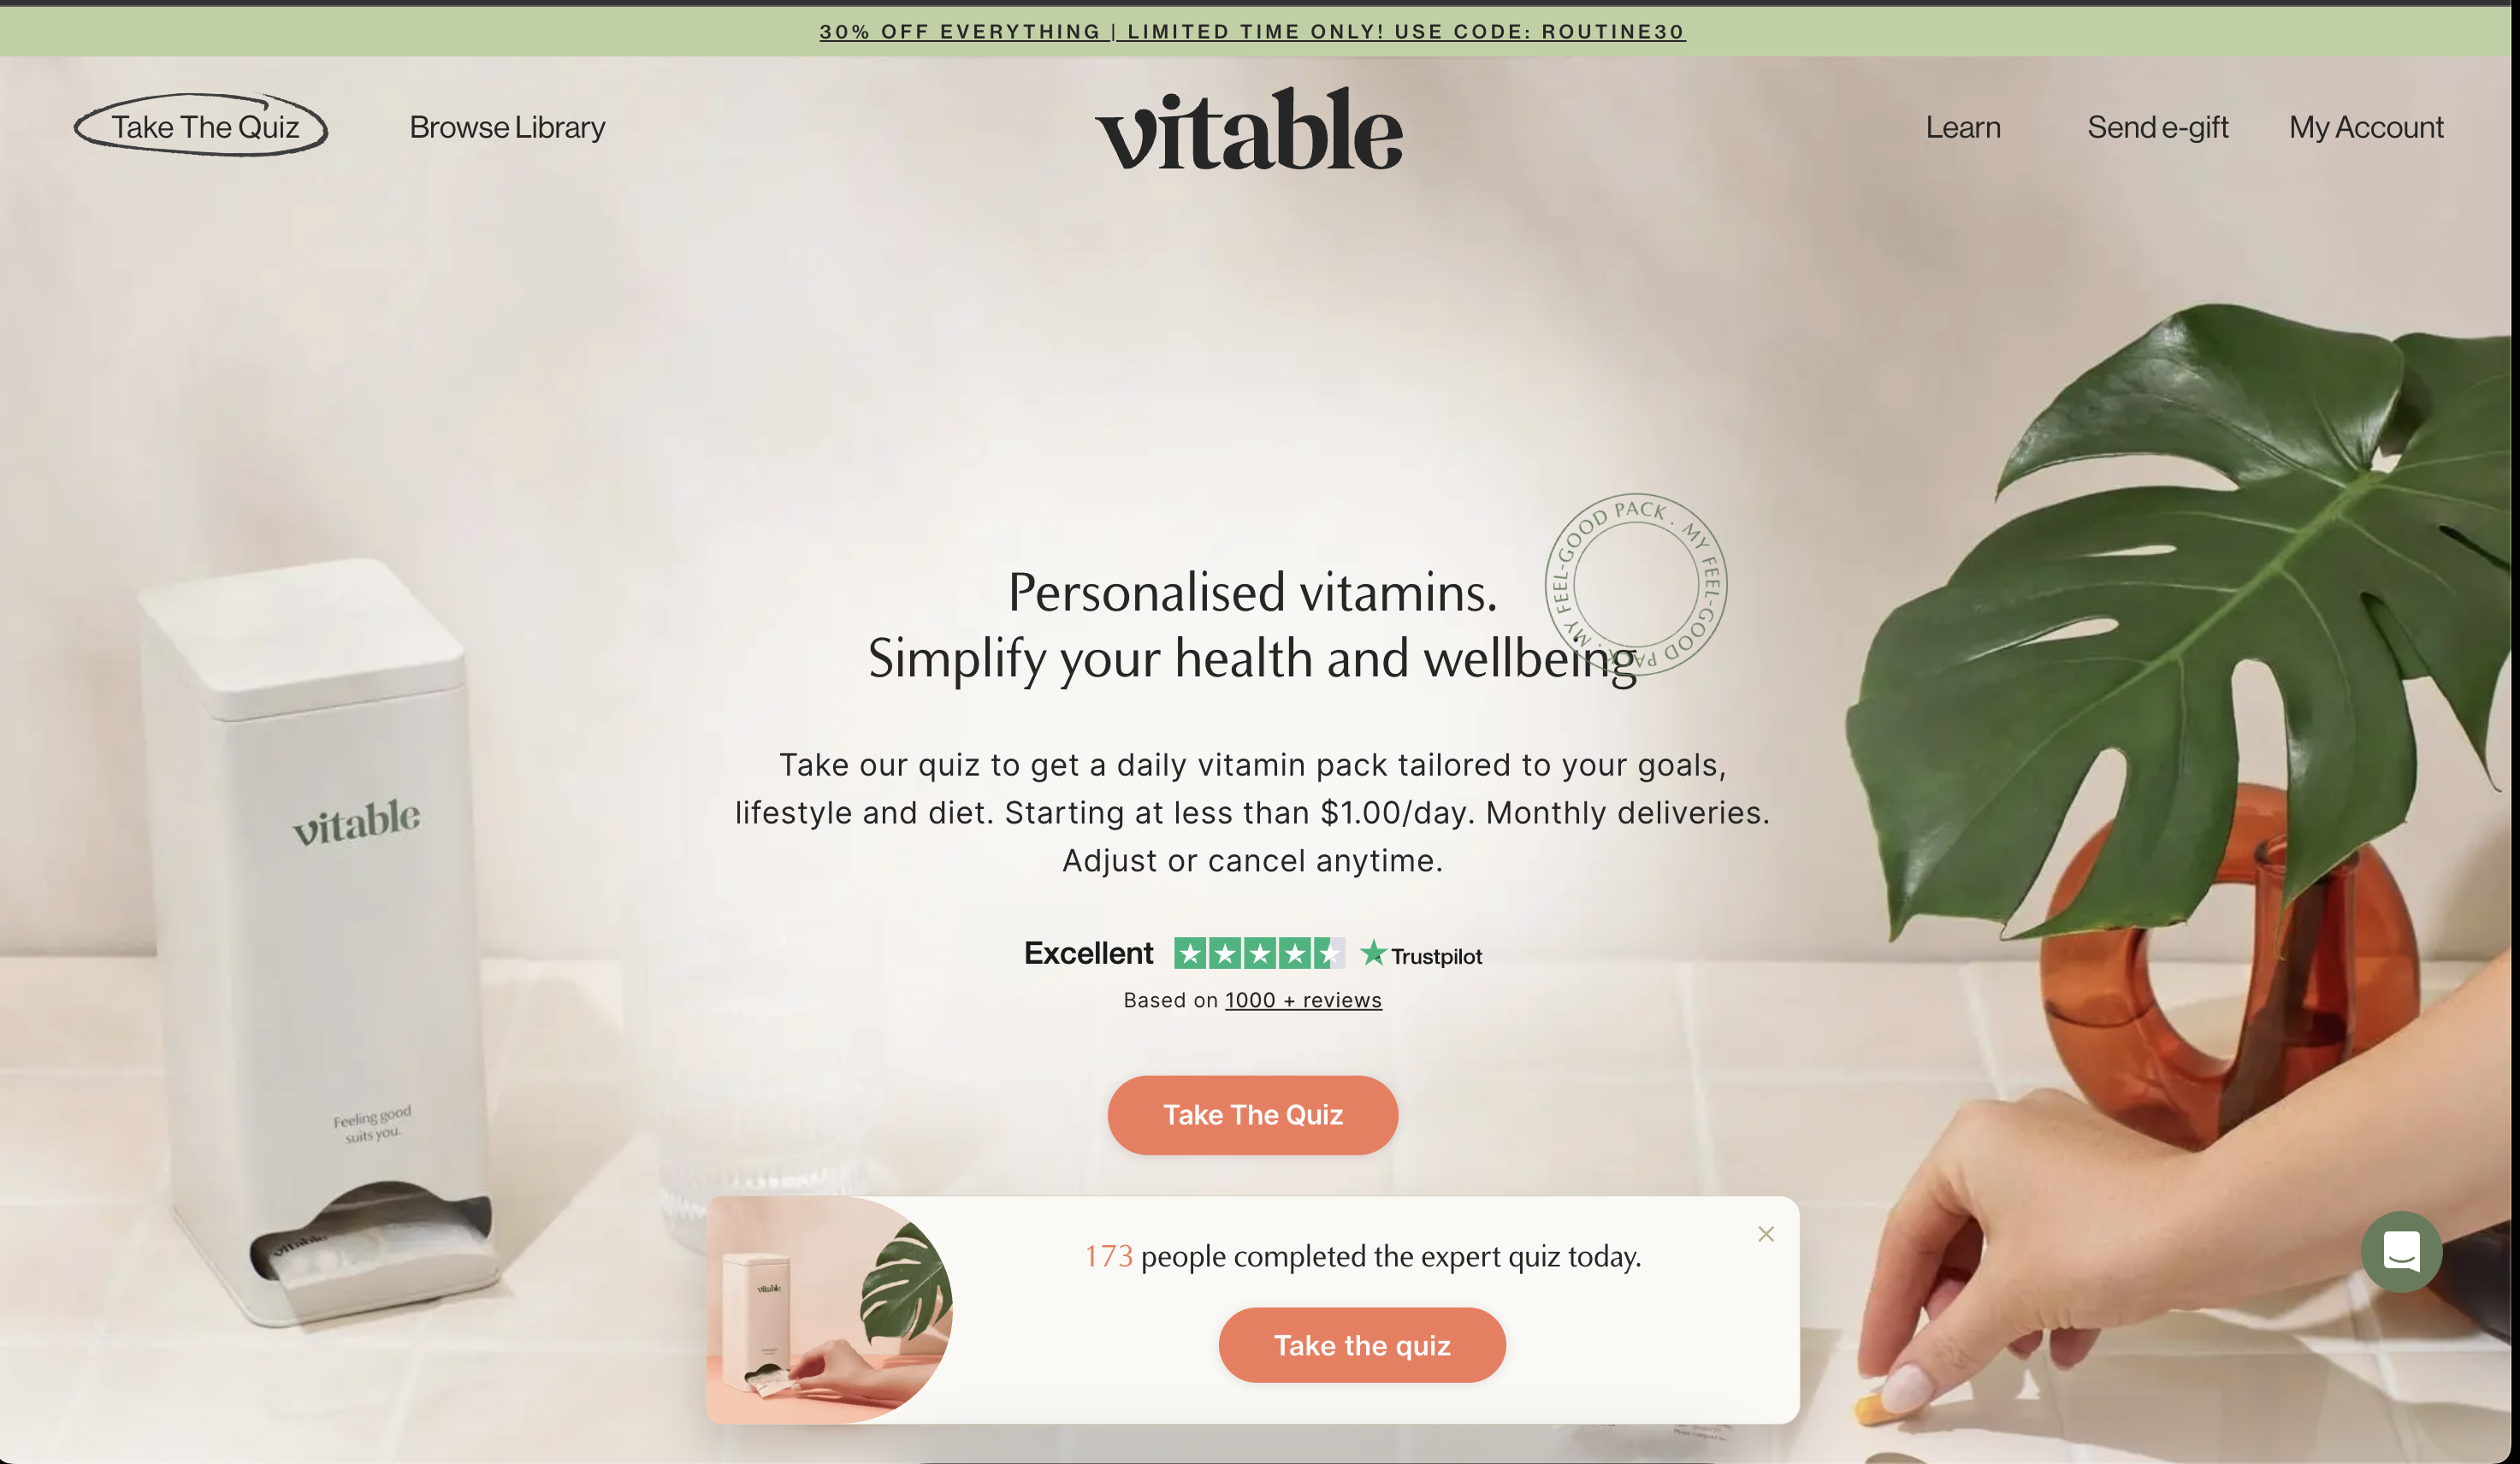 30% OFF EVERYTHING | LIMITED TIME ONLY! USE CODE: ROUTINE30
Take The Quiz
Browse Library
vitable
Learn
Send e-gift
My Account
MY FEEL-GOOD PACK . MY FEEL-GOOD PACK .
Personalised vitamins.
Simplify your health and wellbeing
Take our quiz to get a daily vitamin pack tailored to your goals,
lifestyle and diet. Starting at less than $1.00/day. Monthly deliveries.
Adjust or cancel anytime.
vitable
Feeling good
suits you.
vitable
Excellent
Trustpilot
Based on 1000 + reviews
Take The Quiz
vitable
173 people completed the expert quiz today.
Take the quiz